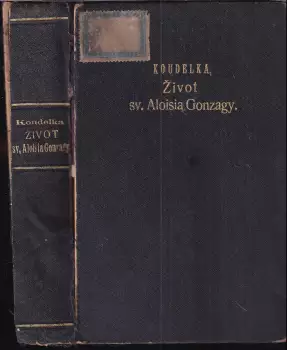 Koudelka
ŽIVOT
sv. Aloisia Gonzagy.
KOUDELKA,
Život
sv. Aloisia Gonzagy.